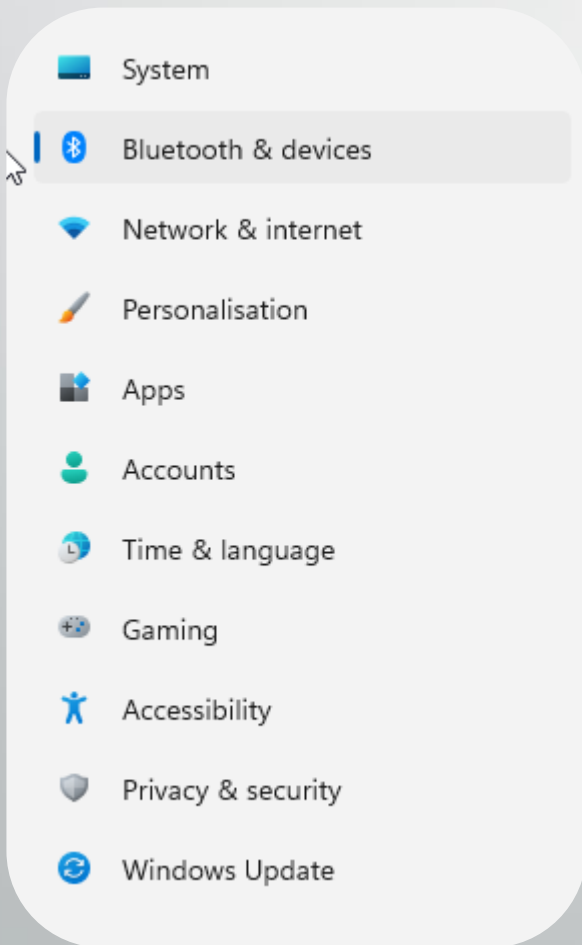 System
Bluetooth & devices
Network & internet
Personalisation
Apps
Accounts
Time & language
Gaming
Accessibility
Privacy & security
Windows Update